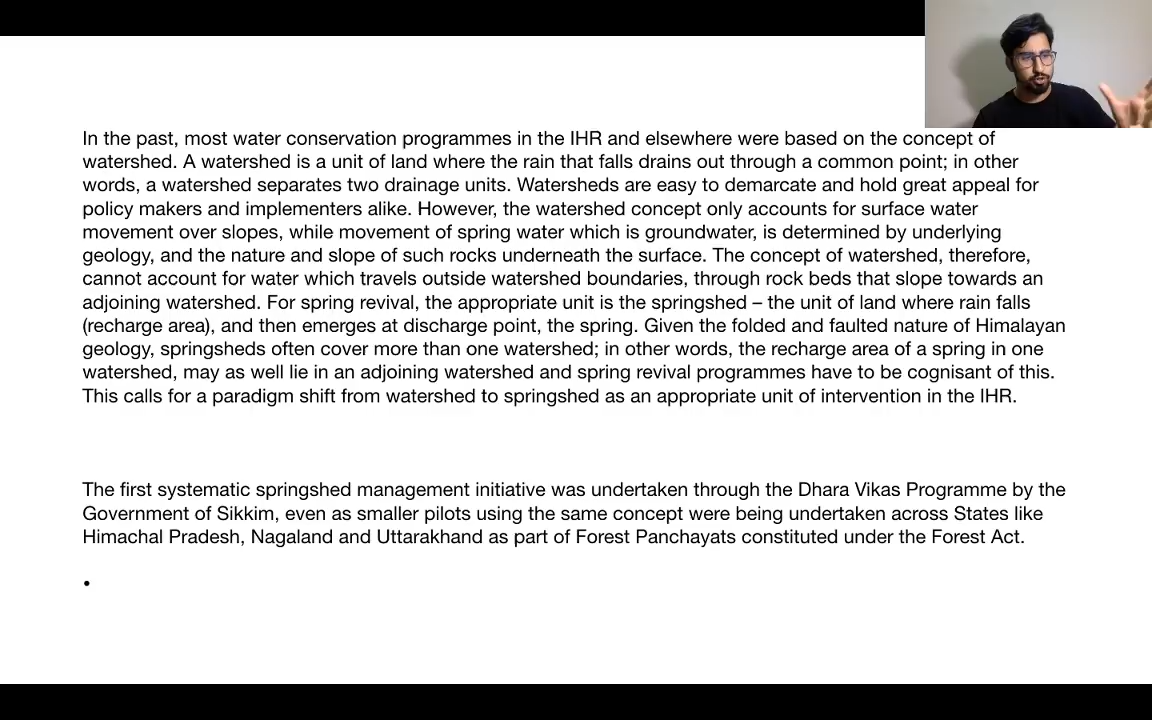 In the past, most water conservation programmes in the IHR and elsewhere were based on the concept of
watershed. A watershed is a unit of land where the rain that falls drains out through a common point; in other
words, a watershed separates two drainage units. Watersheds are easy to demarcate and hold great appeal for
policy makers and implementers alike. However, the watershed concept only accounts for surface water
movement over slopes, while movement of spring water which is groundwater, is determined by underlying
geology, and the nature and slope of such rocks underneath the surface. The concept of watershed, therefore,
cannot account for water which travels outside watershed boundaries, through rock beds that slope towards an
adjoining watershed. For spring revival, the appropriate unit is the springshed – the unit of land where rain falls
(recharge area), and then emerges at discharge point, the spring. Given the folded and faulted nature of Himalayan
geology, springsheds often cover more than one watershed; in other words, the recharge area of a spring in one
watershed, may as well lie in an adjoining watershed and spring revival programmes have to be cognisant of this.
This calls for a paradigm shift from watershed to springshed as an appropriate unit of intervention in the IHR.
The first systematic springshed management initiative was undertaken through the Dhara Vikas Programme by the
Government of Sikkim, even as smaller pilots using the same concept were being undertaken across States like
Himachal Pradesh, Nagaland and Uttarakhand as part of Forest Panchayats constituted under the Forest Act.
•